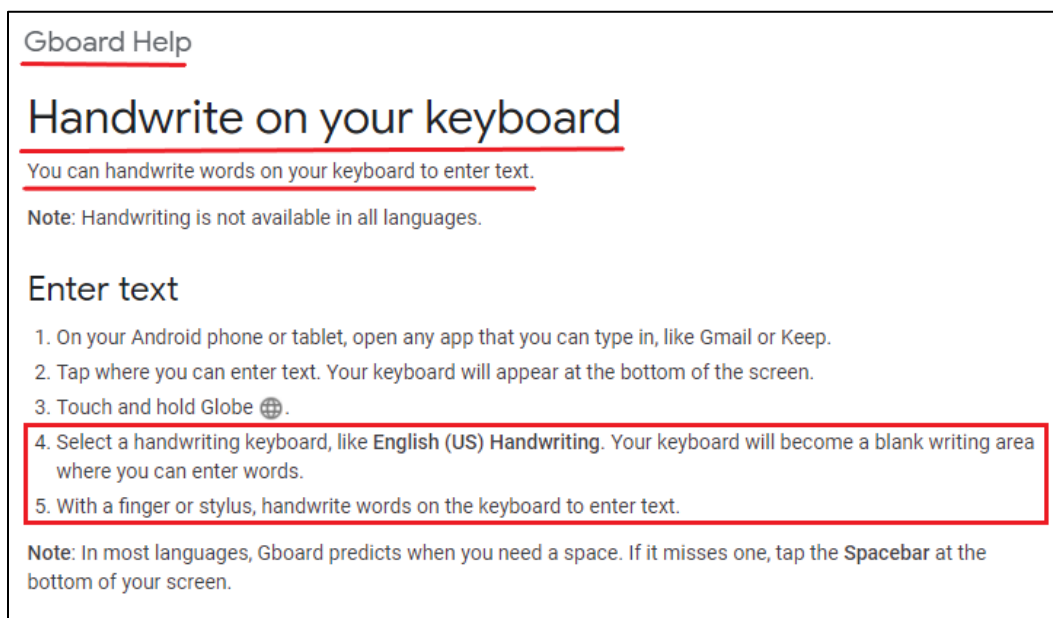 Gboard Help
Handwrite on your keyboard
You can handwrite words on your keyboard to enter text.
Note: Handwriting is not available in all languages.
Enter text
1. On your Android phone or tablet, open any app that you can type in, like Gmail or Keep.
2. Tap where you can enter text. Your keyboard will appear at the bottom of the screen.
3. Touch and hold Globe .
4. Select a handwriting keyboard, like English (US) Handwriting. Your keyboard will become a blank writing area
where you can enter words.
5. With a finger or stylus, handwrite words on the keyboard to enter text.
Note: In most languages, Gboard predicts when you need a space. If it misses one, tap the Spacebar at the
bottom of your screen.